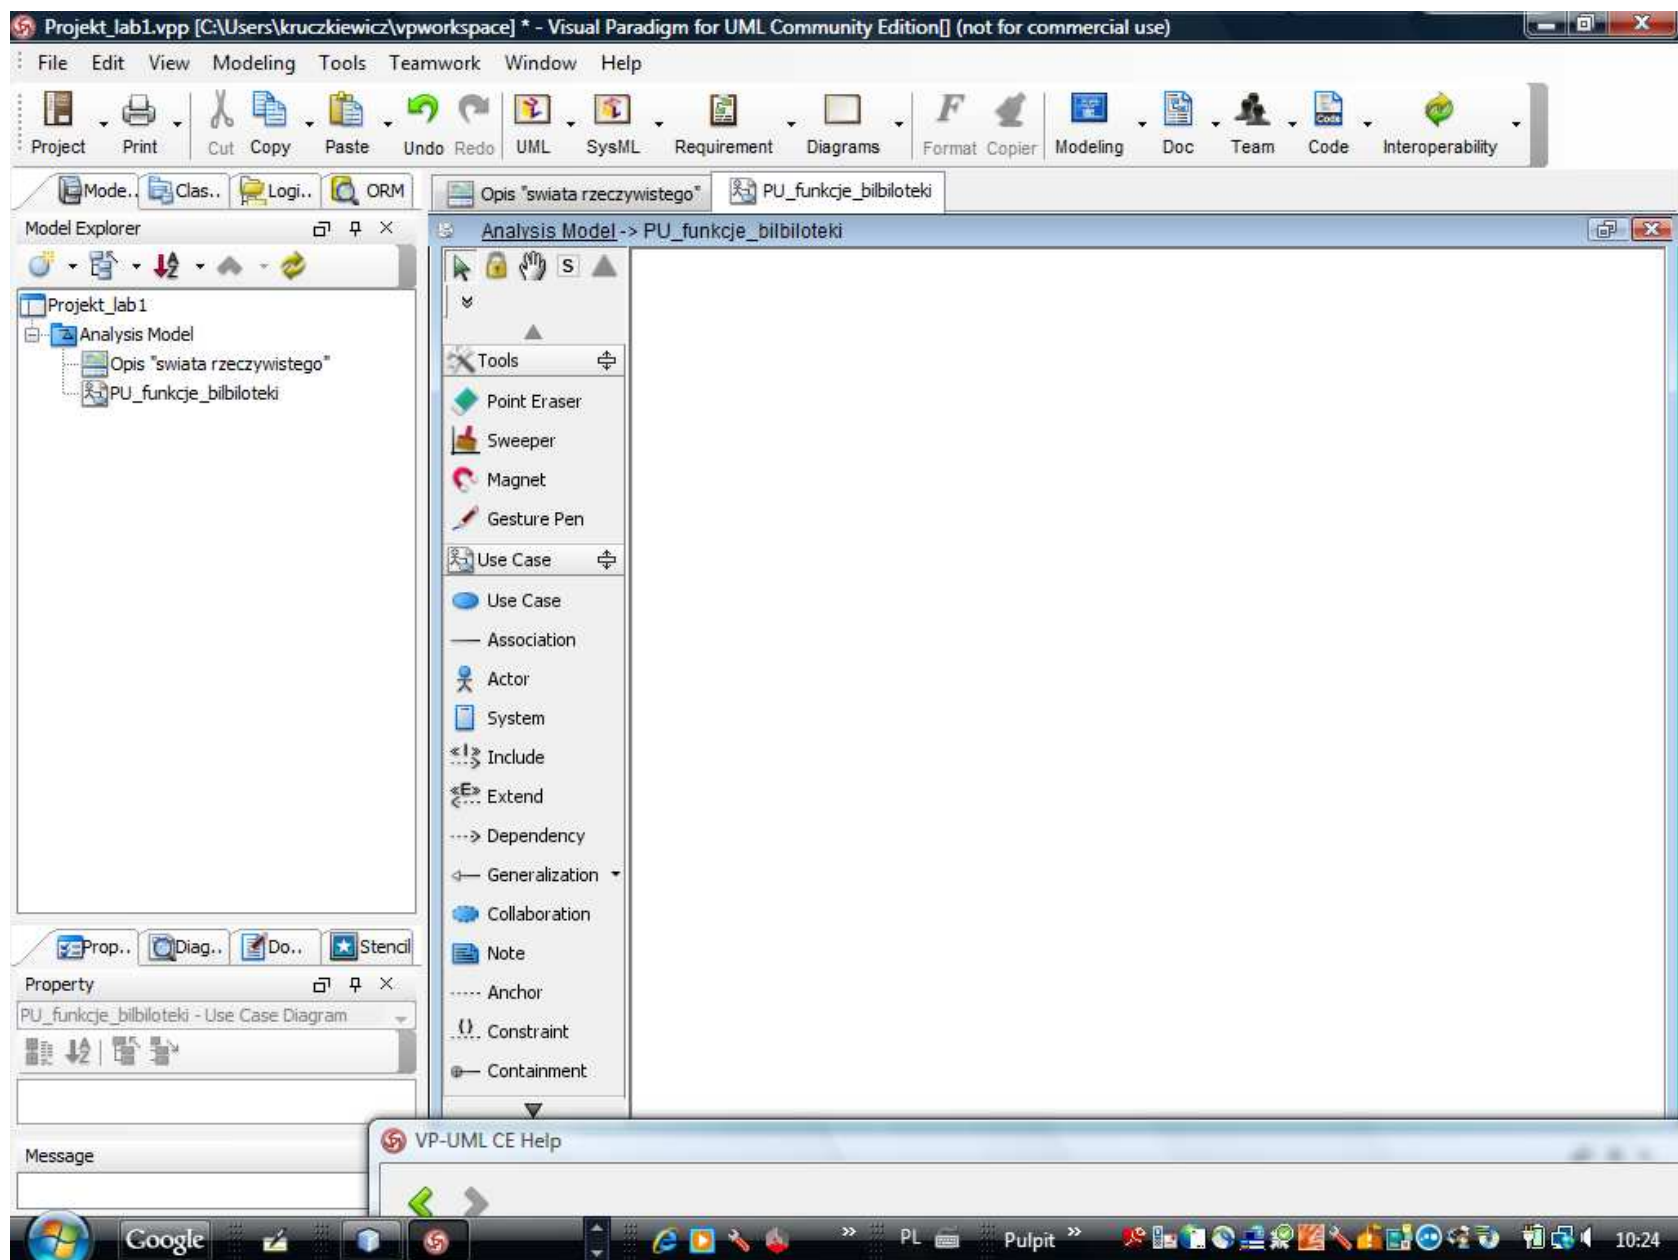 Projekt_lab1.vpp [C:\Users\kruczkiewicz\vpworkspace] * - Visual Paradigm for UML Community Edition[] (not for commercial use)
File Edit View Modeling Tools Teamwork Window Help
Project Print Cut Copy Paste Undo Redo UML SysML Requirement Diagrams Format Copier Modeling Doc Team Code Interoperability
Mode.. Clas.. Logi.. ORM
Opis "swiata rzeczywistego" PU_funkcje_bilbiloteki
Model Explorer
Analysis Model -> PU_funkcje_bilbiloteki
S
Projekt_lab1
Analysis Model
Opis "swiata rzeczywistego"
PU_funkcje_bilbiloteki
Tools
Point Eraser
Sweeper
Magnet
Gesture Pen
Use Case
Use Case
Association
Actor
System
Include
Extend
Dependency
Generalization
Collaboration
Note
Anchor
Constraint
Containment
Prop.. Diag.. Do.. Stencil
Property
PU_funkcje_bilbiloteki - Use Case Diagram
Message
VP-UML CE Help
Google PL Pulpit 10:24